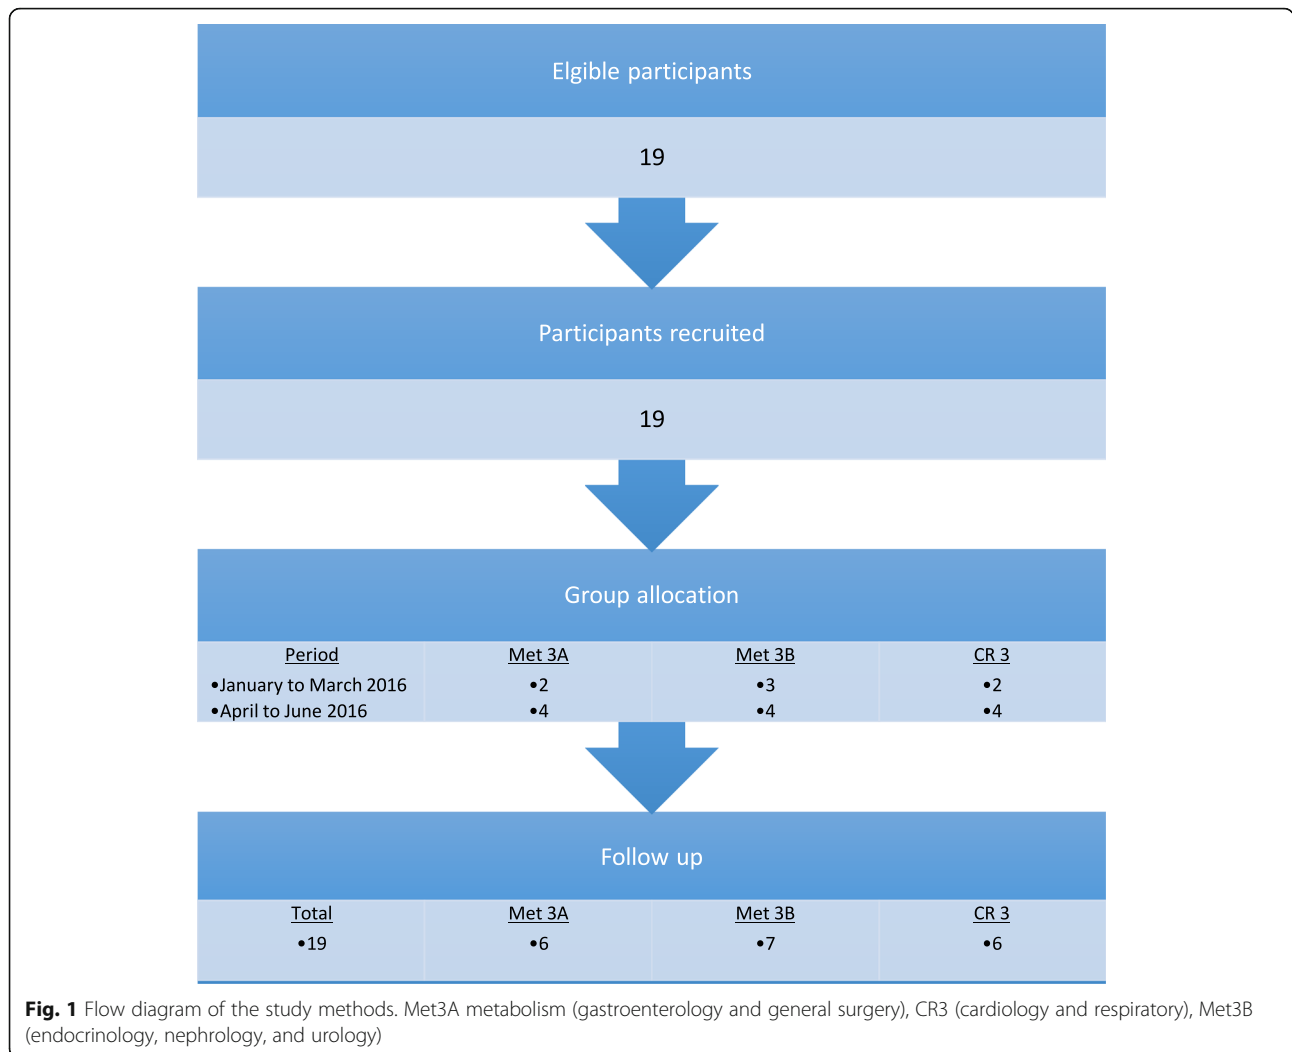 Elgible participants
19
Participants recruited
19
Group allocation
Period Met 3A Met 3B CR 3
•January to March 2016 •2 •3 •2
•April to June 2016 •4 •4 •4
Follow up
Total Met 3A Met 3B CR 3
•19 •6 •7 •6
Fig. 1 Flow diagram of the study methods. Met3A metabolism (gastroenterology and general surgery), CR3 (cardiology and respiratory), Met3B
(endocrinology, nephrology, and urology)